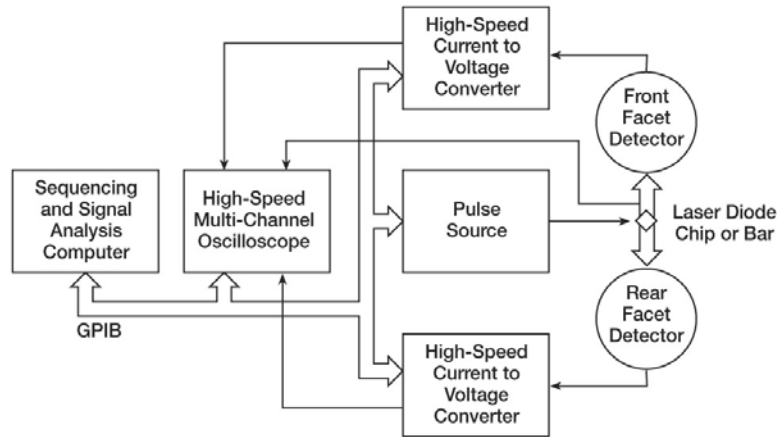 High-Speed
Current to
Voltage
Converter
Front
Facet
Detector
Sequencing
and Signal
Analysis
Computer
High-Speed
Multi-Channel
Oscilloscope
Pulse
Source
Laser Diode
Chip or Bar
Rear
Facet
Detector
GPIB
High-Speed
Current to
Voltage
Converter